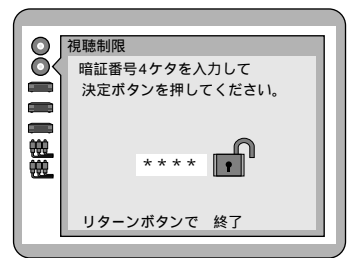 視聴制限
暗証番号4ケタを入力して
決定ボタンを押してください。
＊＊＊＊
リターンボタンで　終了